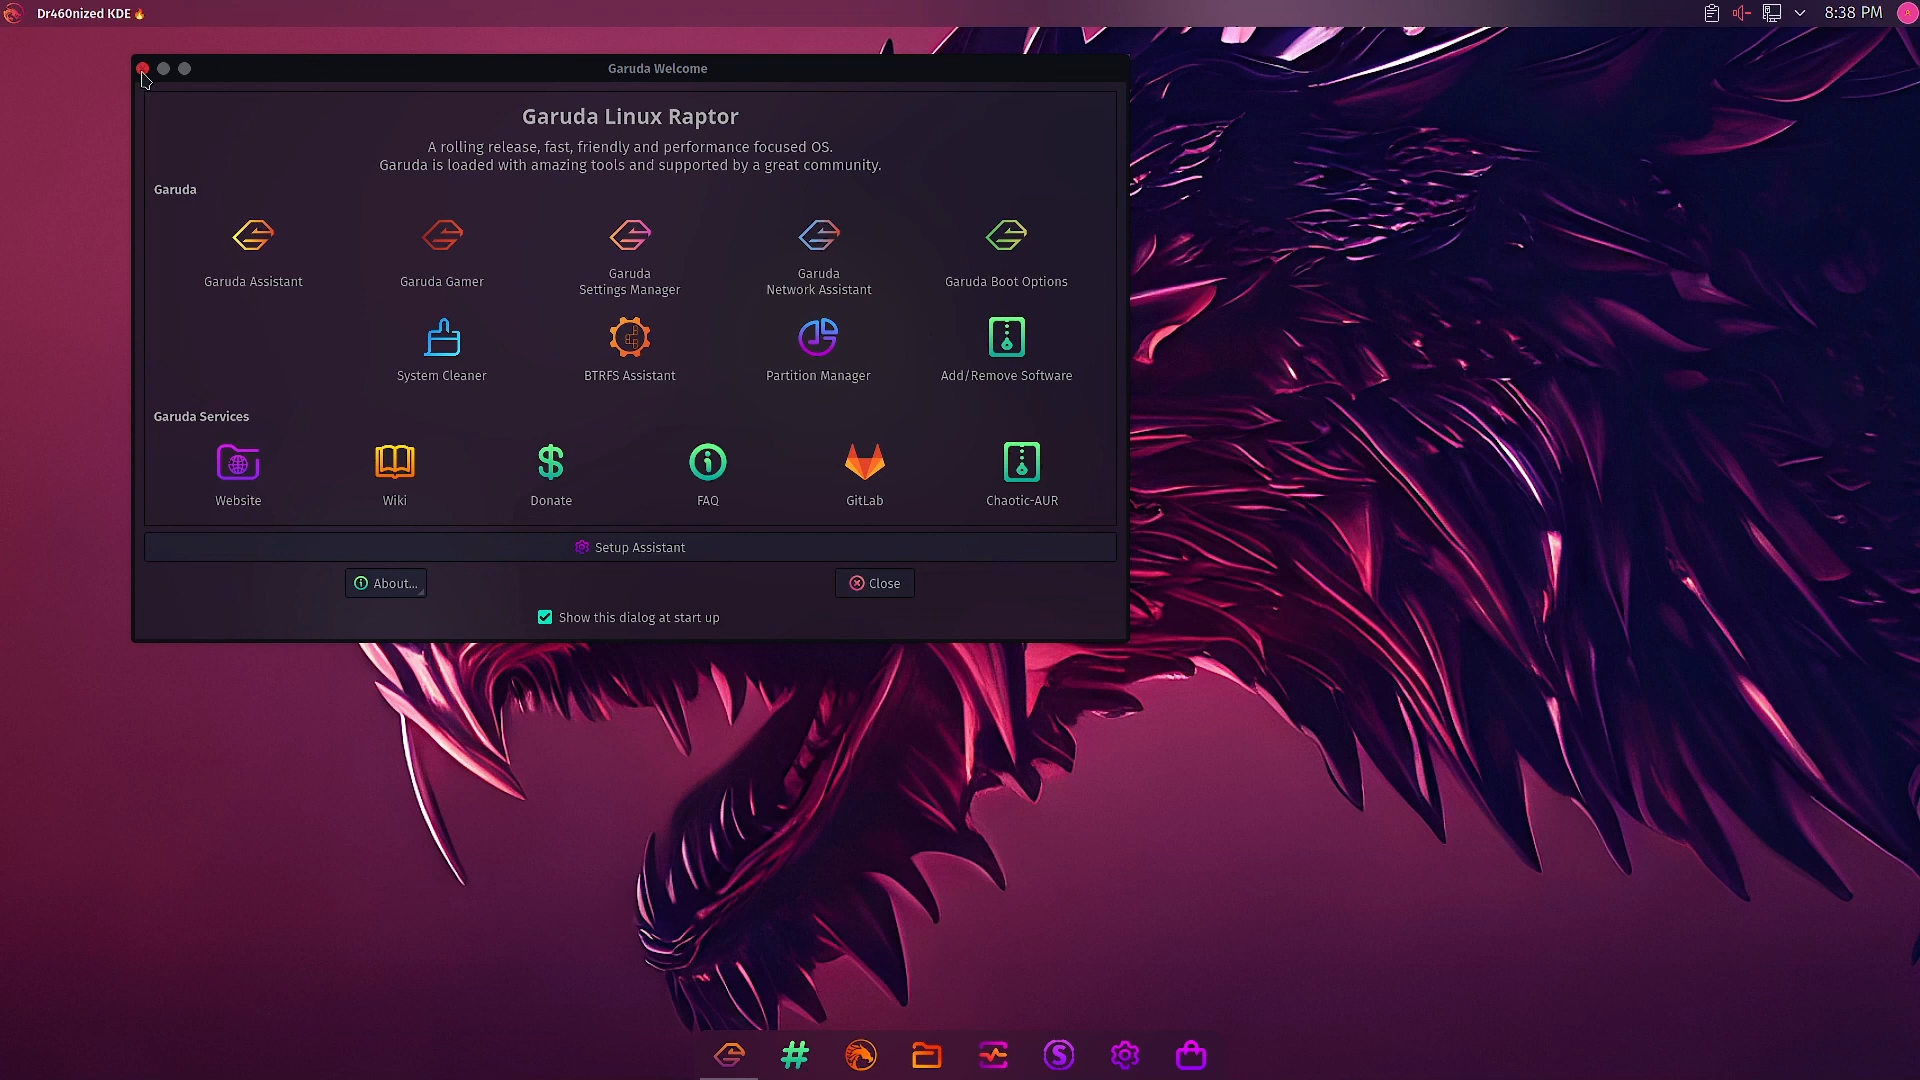 Dr460nized KDE🔥
8:38 PM
Garuda Welcome
Garuda Linux Raptor
A rolling release, fast, friendly and performance focused OS.
Garuda is loaded with amazing tools and supported by a great community.
Garuda
Garuda Assistant
Garuda Gamer
Garuda
Settings Manager
Garuda
Network Assistant
Garuda Boot Options
System Cleaner
BTRFS Assistant
Partition Manager
Add/Remove Software
Garuda Services
Website
Wiki
Donate
FAQ
GitLab
Chaotic-AUR
Setup Assistant
About...
Close
Show this dialog at start up